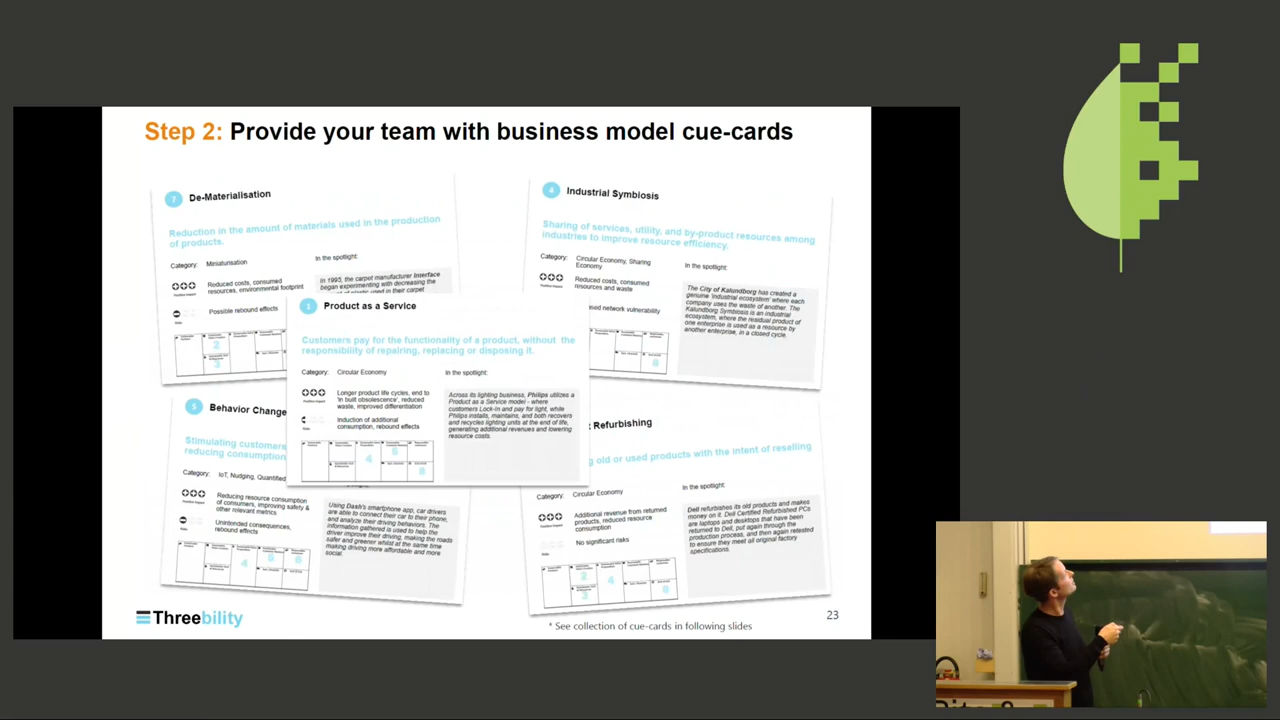 Step 2: Provide your team with business model cue-cards
7 De-Materialisation
Reduction in the amount of materials used in the production
of products.
Category: Miniaturisation
In the spotlight:
Reduced costs, consumed
resources, environmental footprint
Possible rebound effects
In 1995, the carpet manufacturer Interface
began experimenting with decreasing the
used in their carpet
2
3
4 Industrial Symbiosis
Sharing of services, utility, and by-product resources among
industries to improve resource efficiency.
Category: Circular Economy, Sharing
Economy
In the spotlight:
Reduced costs, consumed
resources and waste
network vulnerability
The City of Kalundborg has created a
genuine 'industrial ecosystem' where each
company uses the waste of another. The
Kalundborg Symbiosis is an industrial
ecosystem, where the residual product of
one enterprise is used as a resource by
another enterprise, in a closed cycle.
8
1 Product as a Service
Customers pay for the functionality of a product, without the
responsibility of repairing, replacing or disposing it.
Category: Circular Economy
In the spotlight:
Longer product life cycles, end to
'in built obsolescence', reduced
waste, improved differentiation
Induction of additional
consumption, rebound effects
Across its lighting business, Philips utilizes a
Product as a Service model - where
customers Lock-in and pay for light, while
Philips installs, maintains, and both recovers
and recycles lighting units at the end of life,
generating additional revenues and lowering
resource costs.
4
8
5 Behavior Change
Stimulating customers
reducing consumption
Category: IoT, Nudging, Quantified
Reducing resource consumption
of consumers, improving safety &
other relevant metrics
Unintended consequences,
rebound effects
Using Dash's smartphone app, car drivers
are able to connect their car to their phone,
and analyze their driving behaviors. The
information gathered is used to help the
driver improve their driving, making the roads
safer and greener whilst at the same time
making driving more affordable and more
social.
4
Refurbishing
old or used products with the intent of reselling
Category: Circular Economy
In the spotlight:
Additional revenue from returned
products, reduced resource
consumption
No significant risks
Dell refurbishes its old products and makes
money on it. Dell Certified Refurbished PCs
are laptops and desktops that have been
returned to Dell, put again through the
production process, and then again retested
to ensure they meet all original factory
specifications.
2
3
4
8
Threebility
* See collection of cue-cards in following slides
23